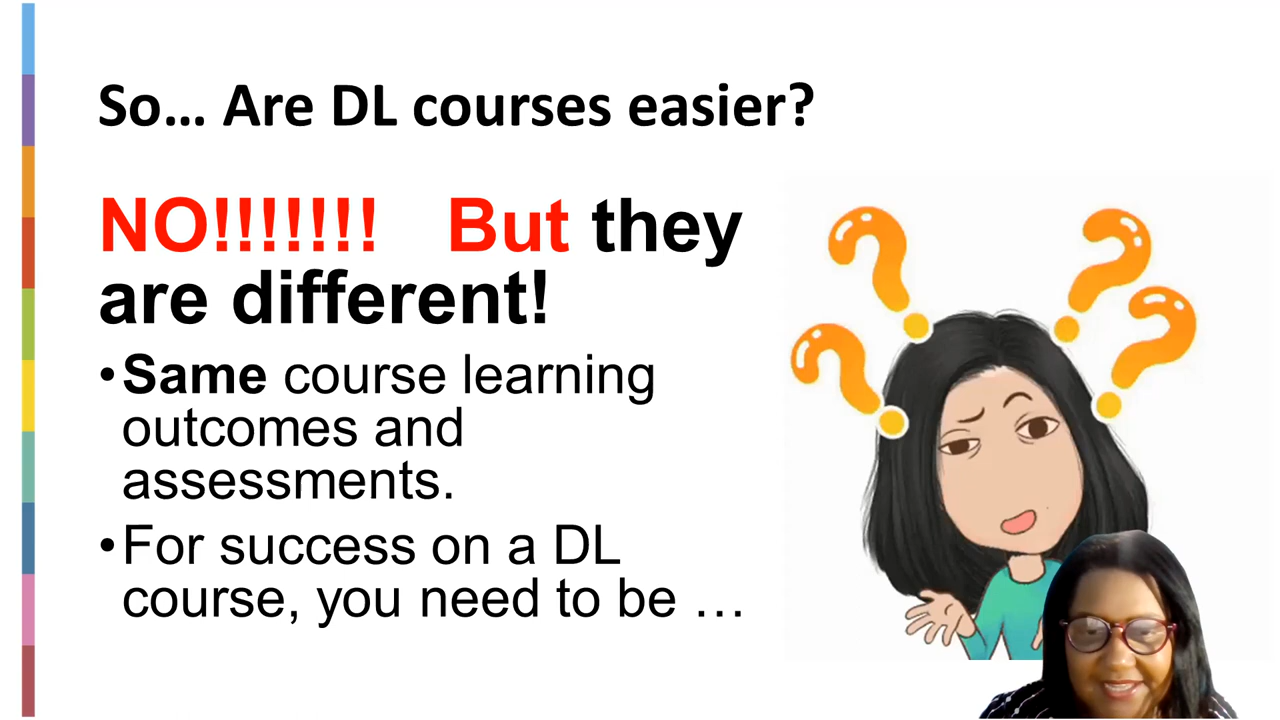 So… Are DL courses easier?
NO!!!!!!! But they
are different!
•Same course learning
outcomes and
assessments.
•For success on a DL
course, you need to be …